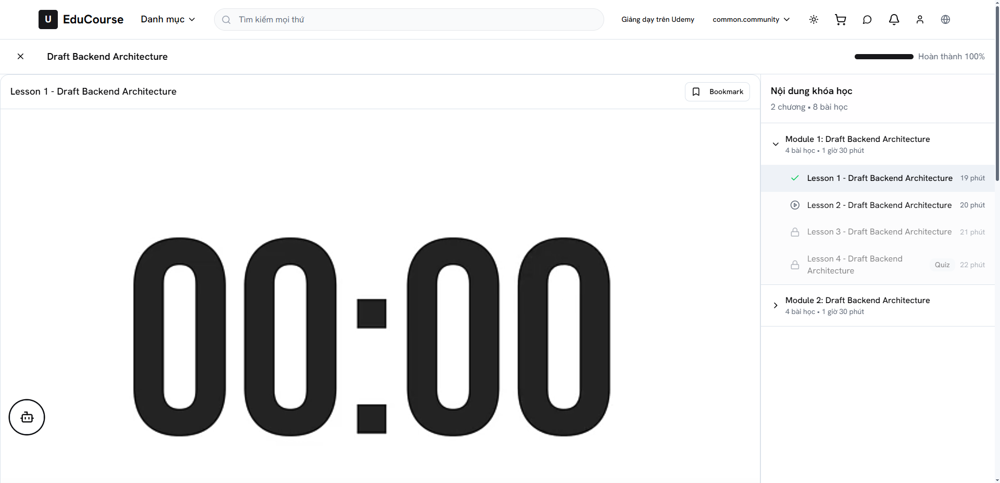 U EduCourse Danh mục Tìm kiếm mọi thứ Giảng dạy trên Udemy common.community
Draft Backend Architecture Hoàn thành 100%
Lesson 1 - Draft Backend Architecture Bookmark
00:00
Nội dung khóa học
2 chương • 8 bài học
Module 1: Draft Backend Architecture
4 bài học • 1 giờ 30 phút
Lesson 1 - Draft Backend Architecture 19 phút
Lesson 2 - Draft Backend Architecture 20 phút
Lesson 3 - Draft Backend Architecture 21 phút
Lesson 4 - Draft Backend
Architecture Quiz 22 phút
Module 2: Draft Backend Architecture
4 bài học • 1 giờ 30 phút